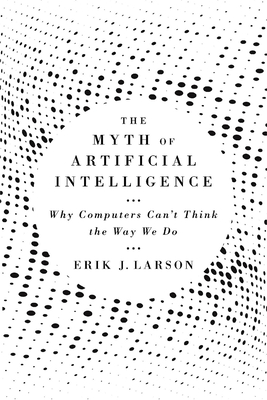 THE
MYTH OF
ARTIFICIAL
INTELLIGENCE
Why Computers Can't Think
the Way We Do
ERIK J. LARSON